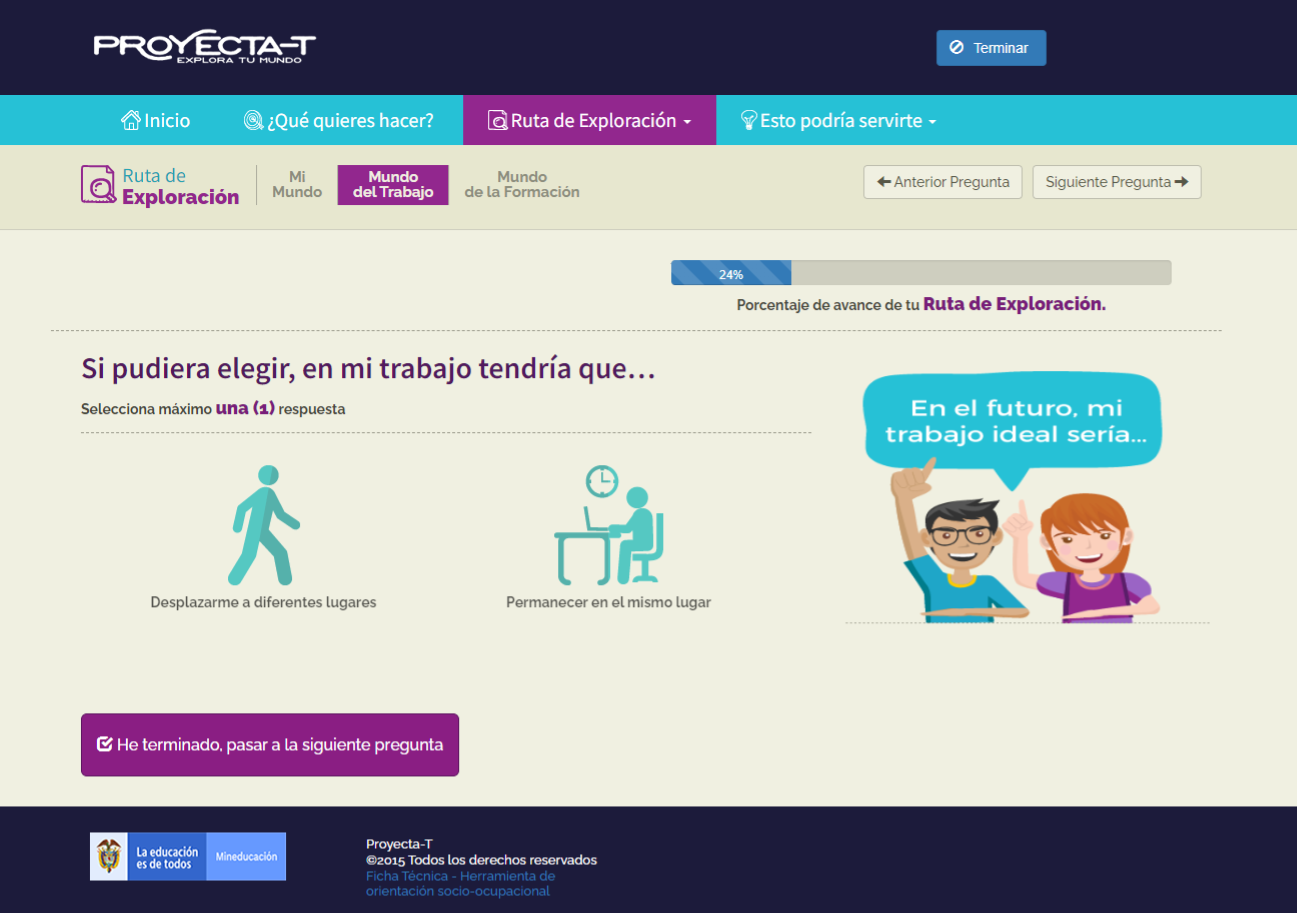 PROYECTA-T
EXPLORA TU MUNDO
Terminar
Inicio
¿Qué quieres hacer?
Ruta de Exploración
Esto podría servirte
Ruta de
Exploración
Mi
Mundo
Mundo
del Trabajo
Mundo
de la Formación
Anterior Pregunta
Siguiente Pregunta
24%
Porcentaje de avance de tu Ruta de Exploración.
Si pudiera elegir, en mi trabajo tendría que...
Selecciona máximo una (1) respuesta
En el futuro, mi
trabajo ideal sería...
Desplazarme a diferentes lugares
Permanecer en el mismo lugar
He terminado, pasar a la siguiente pregunta
La educación
es de todos
Mineducación
Proyecta-T
©2015 Todos los derechos reservados
Ficha Técnica - Herramienta de
orientación socio-ocupacional